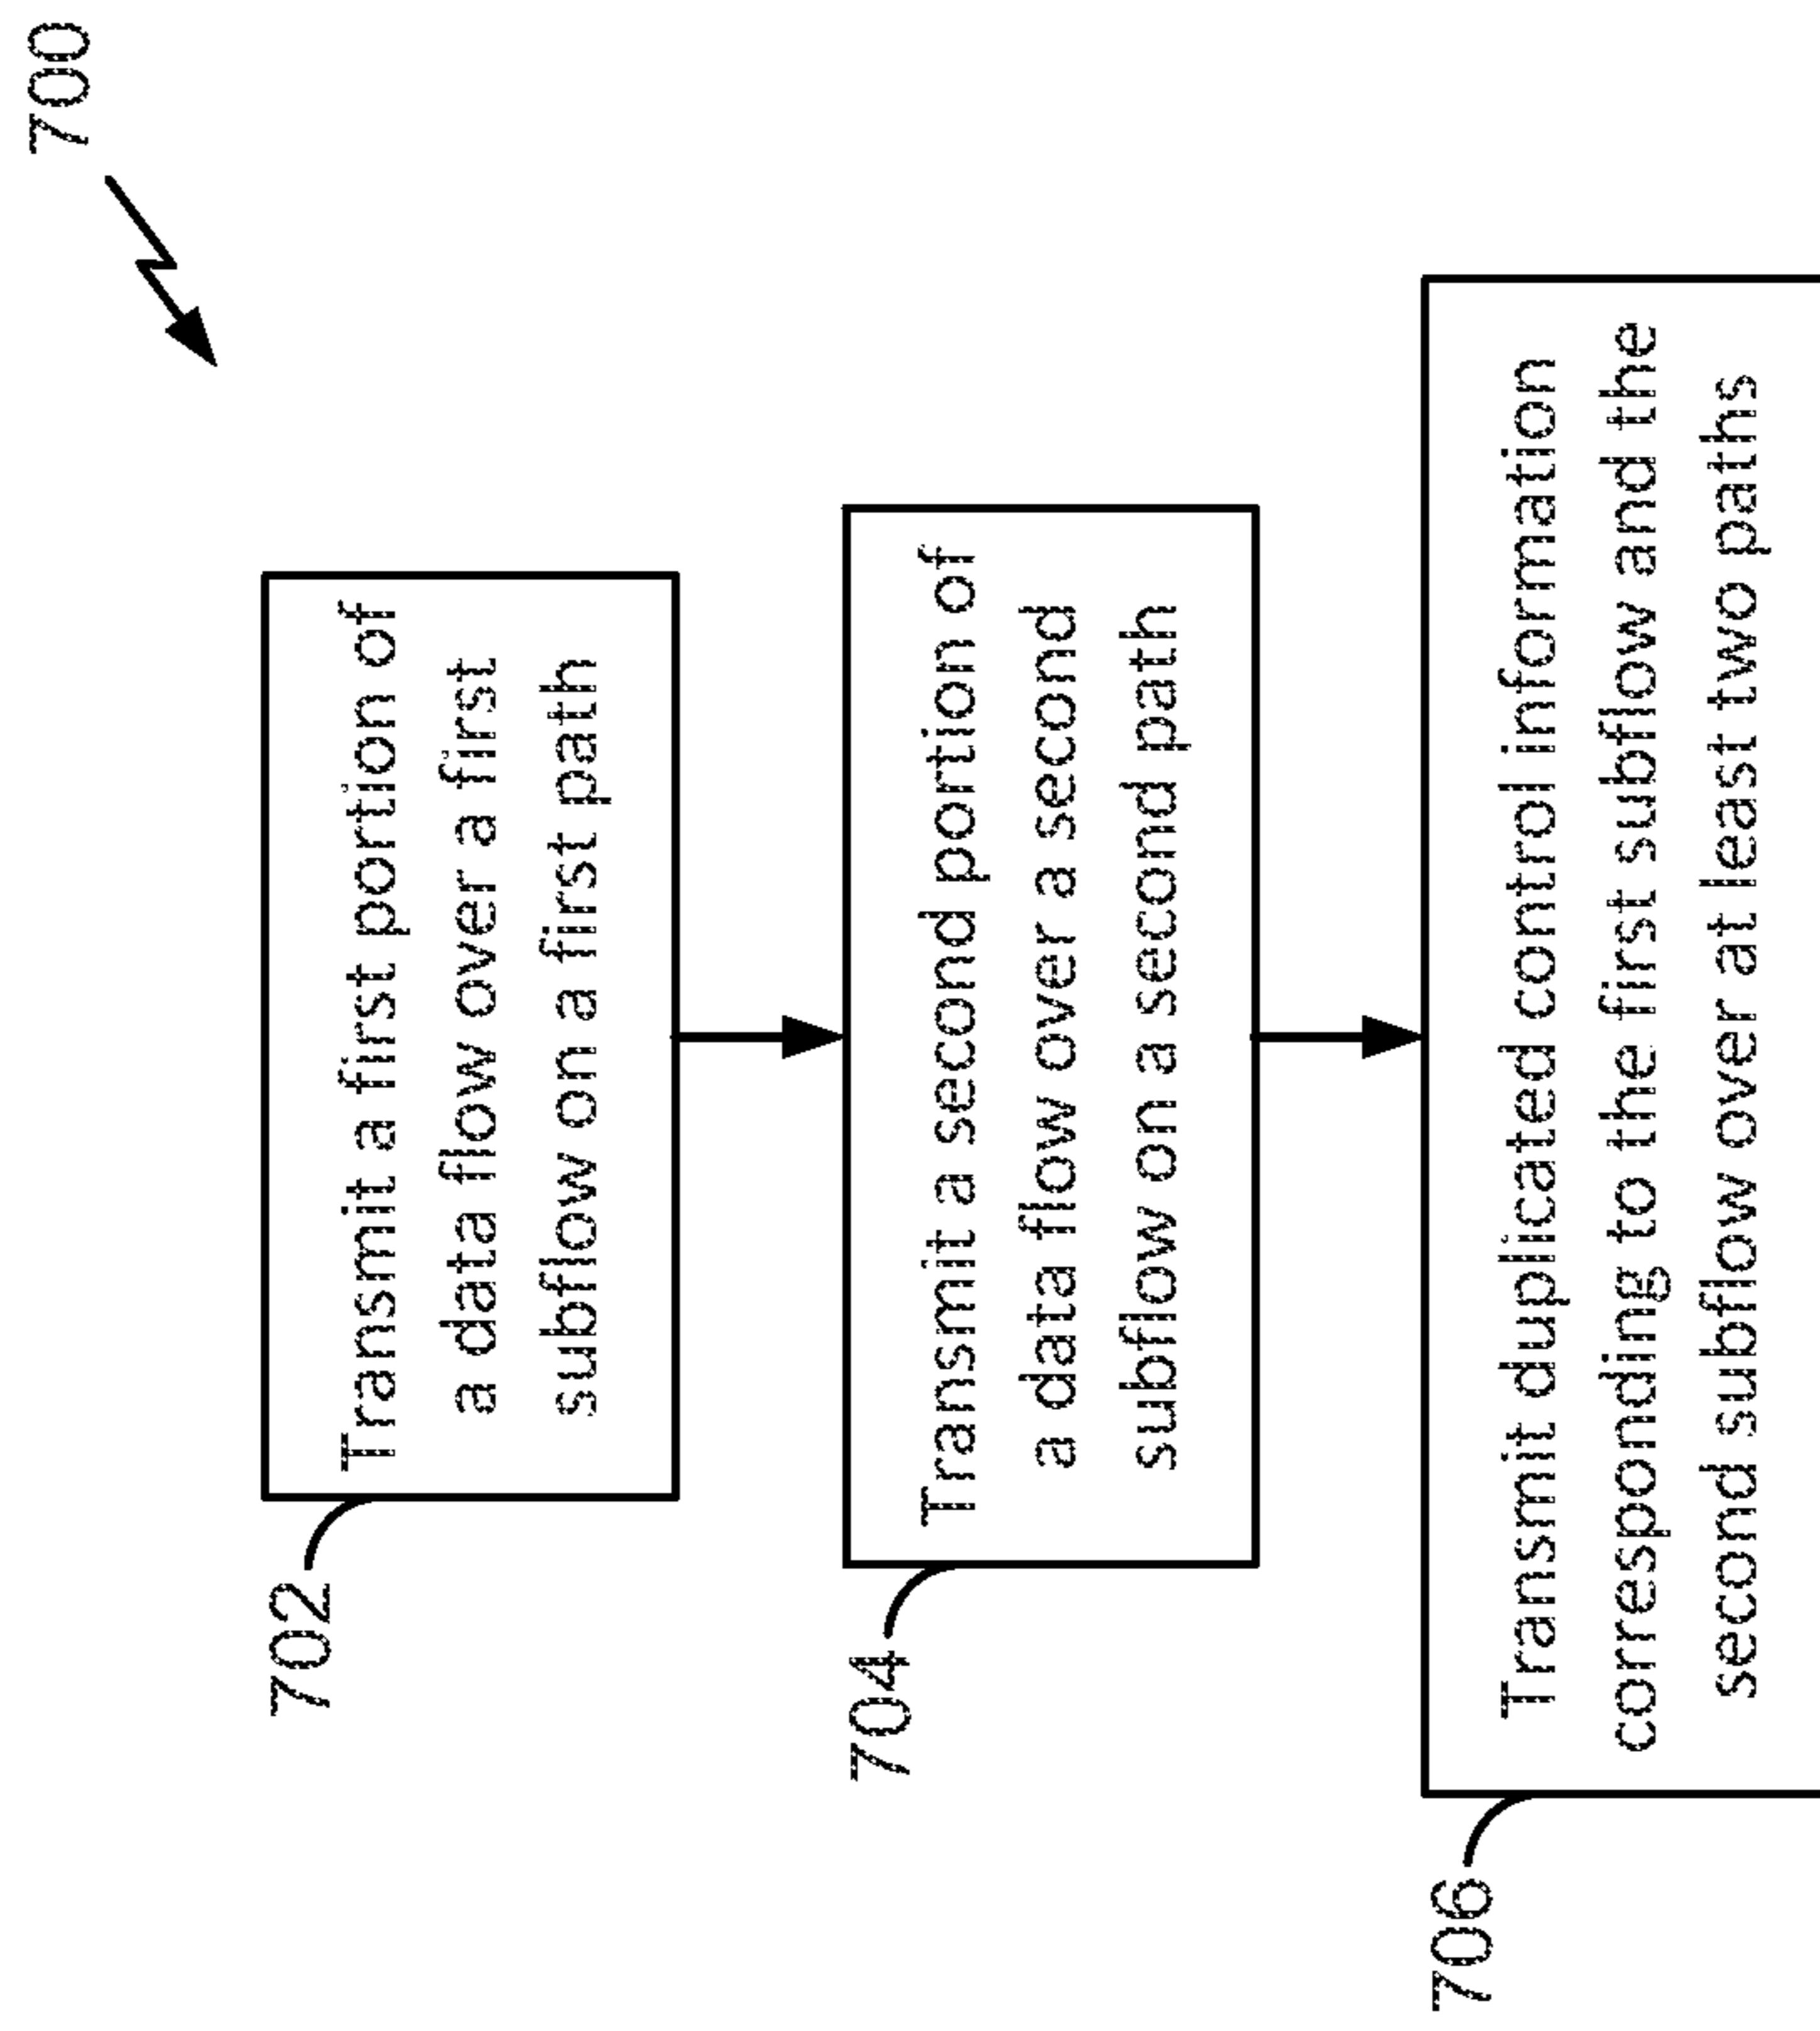 700
702
Transmit a first portion of
a data flow over a first
subflow on a first path
704
Transmit a second portion of
a data flow over a second
subflow on a second path
706
Transmit duplicated control information
corresponding to the first subflow and the
second subflow over at least two paths